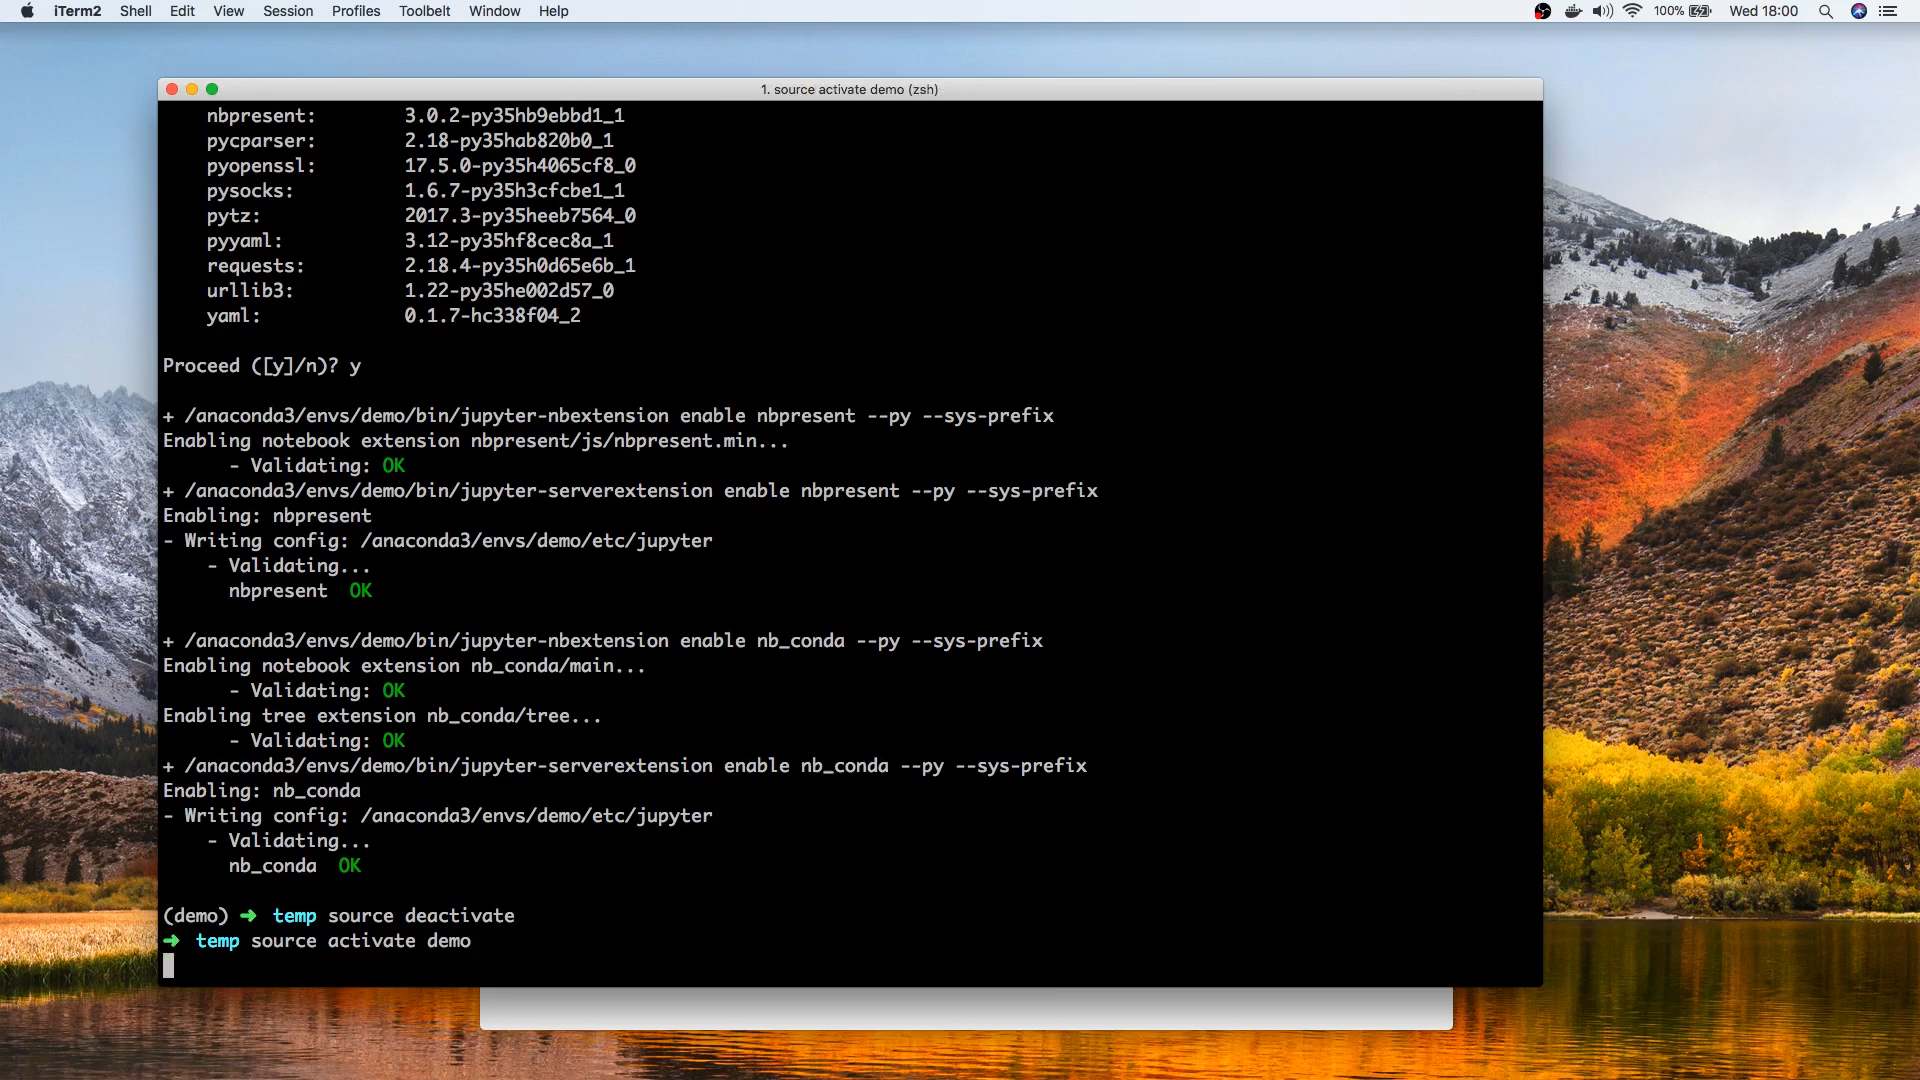 iTerm2 Shell Edit View Session Profiles Toolbelt Window Help 100% Wed 18:00
1. source activate demo (zsh)
nbpresent: 3.0.2-py35hb9ebbd1_1
pycparser: 2.18-py35hab820b0_1
pyopenssl: 17.5.0-py35h4065cf8_0
pysocks: 1.6.7-py35h3cfcbe1_1
pytz: 2017.3-py35heeb7564_0
pyyaml: 3.12-py35hf8cec8a_1
requests: 2.18.4-py35h0d65e6b_1
urllib3: 1.22-py35he002d57_0
yaml: 0.1.7-hc338f04_2
Proceed ([y]/n)? y
+ /anaconda3/envs/demo/bin/jupyter-nbextension enable nbpresent --py --sys-prefix
Enabling notebook extension nbpresent/js/nbpresent.min...
- Validating: OK
+ /anaconda3/envs/demo/bin/jupyter-serverextension enable nbpresent --py --sys-prefix
Enabling: nbpresent
- Writing config: /anaconda3/envs/demo/etc/jupyter
- Validating...
nbpresent OK
+ /anaconda3/envs/demo/bin/jupyter-nbextension enable nb_conda --py --sys-prefix
Enabling notebook extension nb_conda/main...
- Validating: OK
Enabling tree extension nb_conda/tree...
- Validating: OK
+ /anaconda3/envs/demo/bin/jupyter-serverextension enable nb_conda --py --sys-prefix
Enabling: nb_conda
- Writing config: /anaconda3/envs/demo/etc/jupyter
- Validating...
nb_conda OK
(demo) ➜ temp source deactivate
➜ temp source activate demo